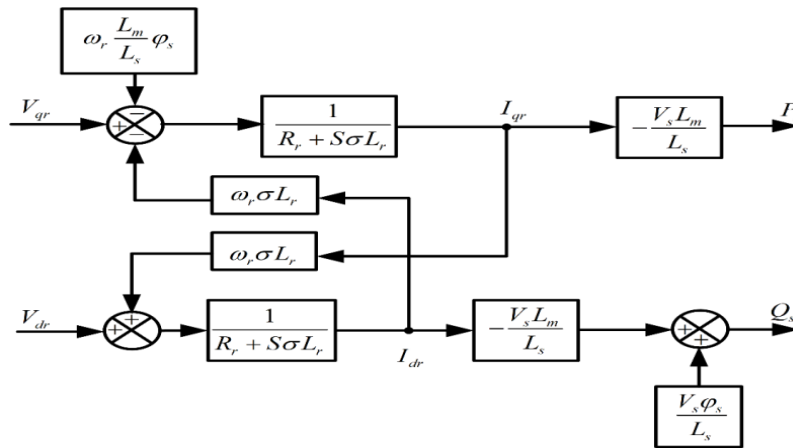 ω_r L_m/L_s φ_s
V_qr
+ − −
1/(R_r + SσL_r)
I_qr
−V_s L_m/L_s
P
ω_r σL_r
ω_r σL_r
V_dr
+ +
1/(R_r + SσL_r)
I_dr
−V_s L_m/L_s
+ +
Q_s
V_s φ_s/L_s